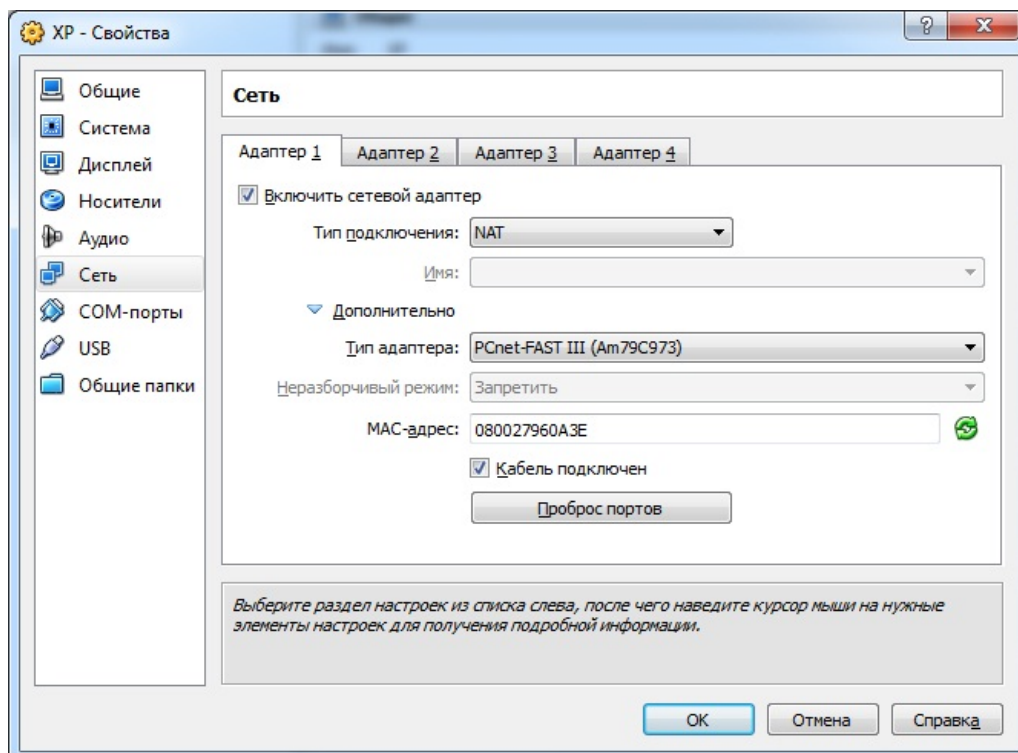 XP - Свойства
Общие
Система
Дисплей
Носители
Аудио
Сеть
COM-порты
USB
Общие папки
Сеть
Адаптер 1 Адаптер 2 Адаптер 3 Адаптер 4
Включить сетевой адаптер
Тип подключения: NAT
Имя:
Дополнительно
Тип адаптера: PCnet-FAST III (Am79C973)
Неразборчивый режим: Запретить
MAC-адрес: 080027960A3E
Кабель подключен
Проброс портов
Выберите раздел настроек из списка слева, после чего наведите курсор мыши на нужные
элементы настроек для получения подробной информации.
OK Отмена Справка